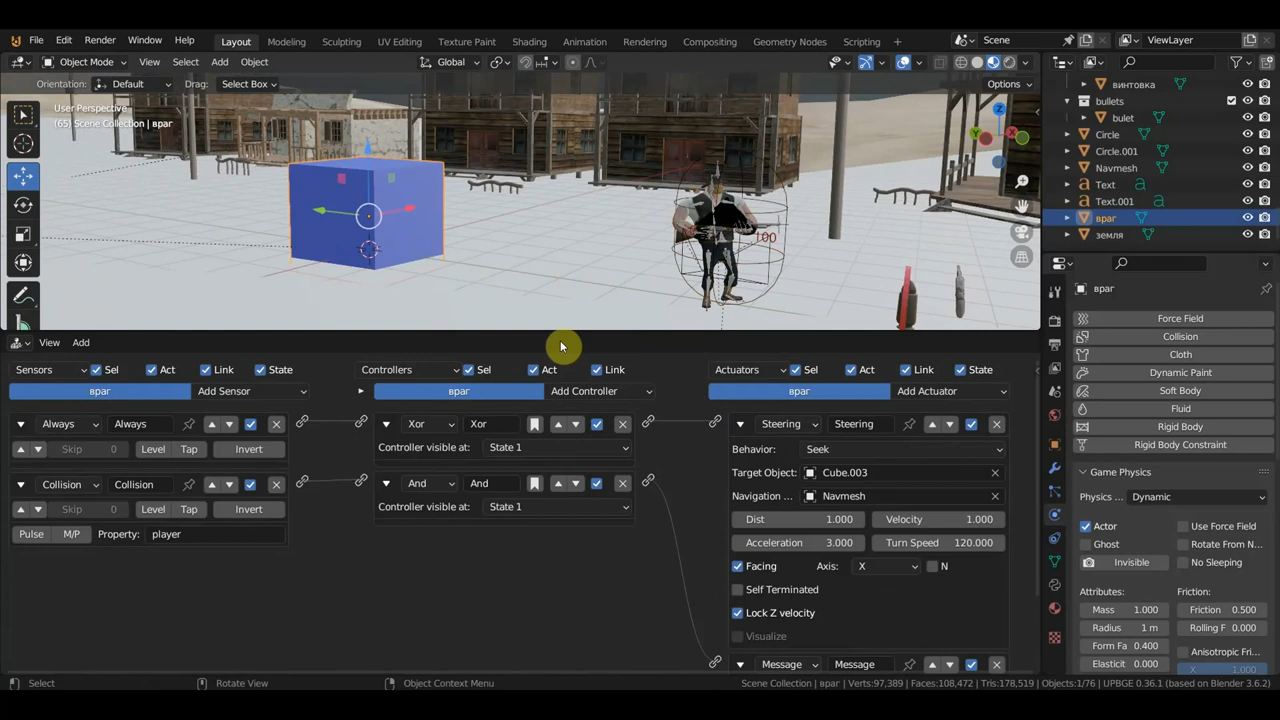 File Edit Render Window Help Layout Modeling Sculpting UV Editing Texture Paint Shading Animation Rendering Compositing Geometry Nodes Scripting + Scene ViewLayer
Object Mode View Select Add Object Global Options
Orientation: Default Drag: Select Box
User Perspective
(65) Scene Collection | враг
100
винтовка
bullets
bulet
Circle
Circle.001
Navmesh
Text
Text.001
враг
земля
View Add
Sensors Sel Act Link State Controllers Sel Act Link Actuators Sel Act Link State
враг Add Sensor враг Add Controller враг Add Actuator
Always Always Xor Xor Steering Steering
Skip 0 Level Tap Invert Controller visible at: State 1 Behavior: Seek
Collision Collision And And Target Object: Cube.003
Skip 0 Level Tap Invert Controller visible at: State 1 Navigation ... Navmesh
Pulse M/P Property: player Dist 1.000 Velocity 1.000
Acceleration 3.000 Turn Speed 120.000
Facing Axis: X N
Self Terminated
Lock Z velocity
Visualize
Message Message
враг
Force Field
Collision
Cloth
Dynamic Paint
Soft Body
Fluid
Rigid Body
Rigid Body Constraint
Game Physics
Physics ... Dynamic
Actor Use Force Field
Ghost Rotate From N...
Invisible No Sleeping
Attributes: Friction:
Mass 1.000 Friction 0.500
Radius 1 m Rolling F 0.000
Form Fa 0.400 Anisotropic Fri...
Elasticit 0.000 X 1.000
Select Rotate View Object Context Menu Scene Collection | враг | Verts:97,389 | Faces:108,472 | Tris:178,519 | Objects:1/76 | UPBGE 0.36.1 (based on Blender 3.6.2)